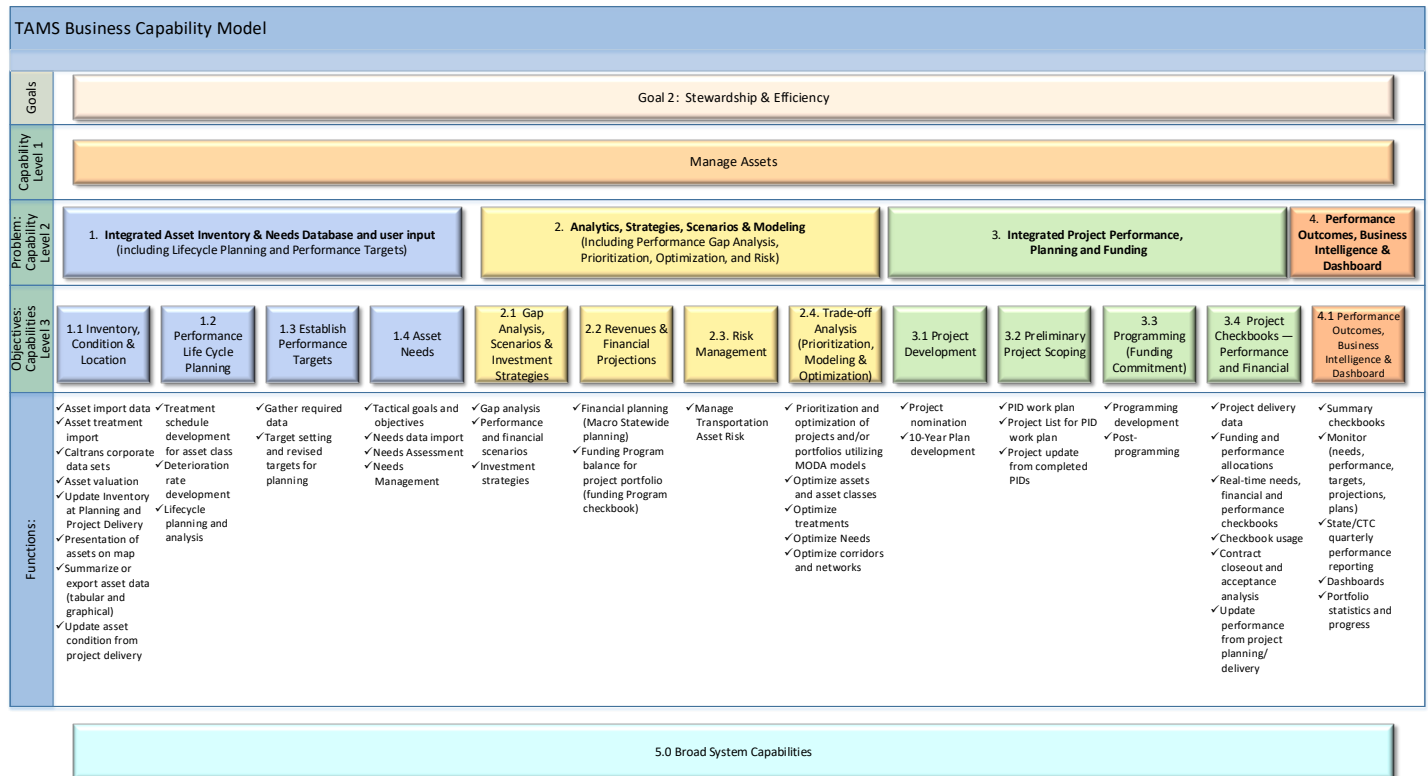 TAMS Business Capability Model
Goals
Goal 2:  Stewardship & Efficiency
Capability
Level 1
Manage Assets
Problem:
Capability
Level 2
1.  Integrated Asset Inventory & Needs Database and user input
(including Lifecycle Planning and Performance Targets)
2.  Analytics, Strategies, Scenarios & Modeling
(Including Performance Gap Analysis,
Prioritization, Optimization, and Risk)
3.  Integrated Project Performance,
Planning and Funding
4.  Performance
Outcomes, Business
Intelligence &
Dashboard
Objectives:
Capabilities
Level 3
1.1 Inventory,
Condition &
Location
1.2
Performance
Life Cycle
Planning
1.3 Establish
Performance
Targets
1.4 Asset
Needs
2.1  Gap
Analysis,
Scenarios &
Investment
Strategies
2.2 Revenues &
Financial
Projections
2.3. Risk
Management
2.4. Trade-off
Analysis
(Prioritization,
Modeling &
Optimization)
3.1 Project
Development
3.2 Preliminary
Project Scoping
3.3
Programming
(Funding
Commitment)
3.4  Project
Checkbooks —
Performance
and Financial
4.1 Performance
Outcomes,
Business
Intelligence &
Dashboard
Functions:
✓Asset import data
✓Asset treatment
import
✓Caltrans corporate
data sets
✓Asset valuation
✓Update Inventory
at Planning and
Project Delivery
✓Presentation of
assets on map
✓Summarize or
export asset data
(tabular and
graphical)
✓Update asset
condition from
project delivery
✓Treatment
schedule
development
for asset class
✓Deterioration
rate
development
✓Lifecycle
planning and
analysis
✓Gather required
data
✓Target setting
and revised
targets for
planning
✓Tactical goals and
objectives
✓Needs data import
✓Needs Assessment
✓Needs
Management
✓Gap analysis
✓Performance
and financial
scenarios
✓Investment
strategies
✓Financial planning
(Macro Statewide
planning)
✓Funding Program
balance for
project portfolio
(funding Program
checkbook)
✓Manage
Transportation
Asset Risk
✓ Prioritization and
optimization of
projects and/or
portfolios utilizing
MODA models
✓Optimize assets
and asset classes
✓Optimize
treatments
✓Optimize Needs
✓Optimize corridors
and networks
✓Project
nomination
✓10-Year Plan
development
✓PID work plan
✓Project List for PID
work plan
✓Project update
from completed
PIDs
✓Programming
development
✓Post-
programming
✓Project delivery
data
✓Funding and
performance
allocations
✓Real-time needs,
financial and
performance
checkbooks
✓Checkbook usage
✓Contract
closeout and
acceptance
analysis
✓Update
performance
from project
planning/
delivery
✓Summary
checkbooks
✓Monitor
(needs,
performance,
targets,
projections,
plans)
✓State/CTC
quarterly
performance
reporting
✓Dashboards
✓Portfolio
statistics and
progress
5.0 Broad System Capabilities